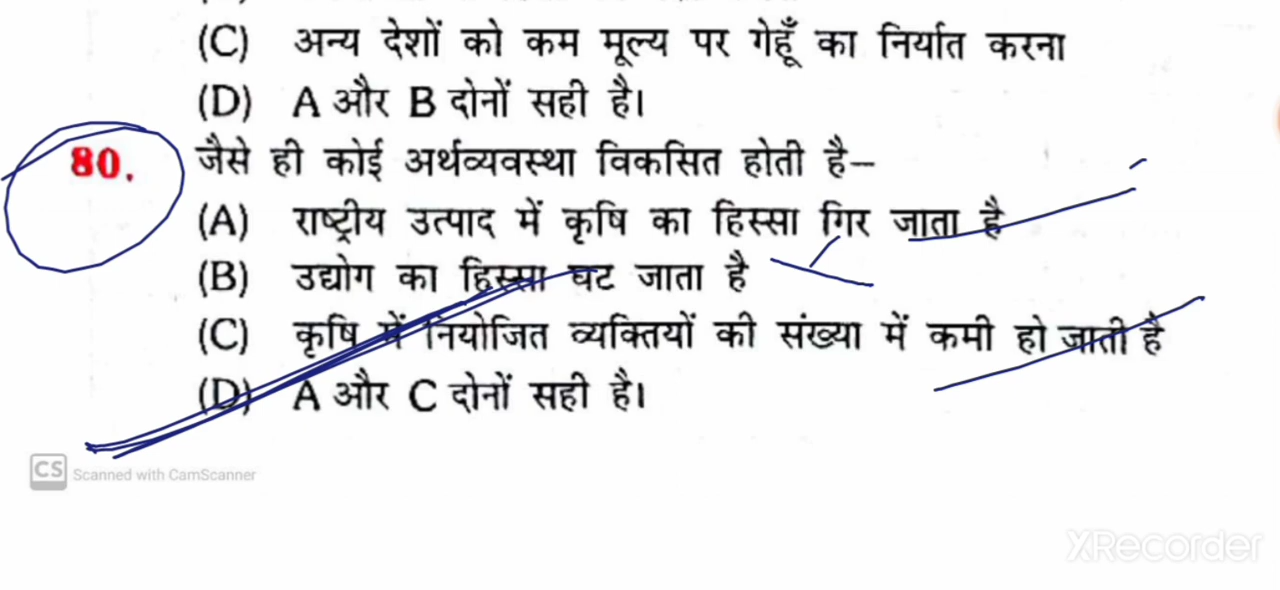 (C) अन्य देशों को कम मूल्य पर गेहूँ का निर्यात करना
(D) A और B दोनों सही है।
80. जैसे ही कोई अर्थव्यवस्था विकसित होती है–
(A) राष्ट्रीय उत्पाद में कृषि का हिस्सा गिर जाता है
(B) उद्योग का हिस्सा घट जाता है
(C) कृषि में नियोजित व्यक्तियों की संख्या में कमी हो जाती है
(D) A और C दोनों सही है।
CS Scanned with CamScanner
XRecorder